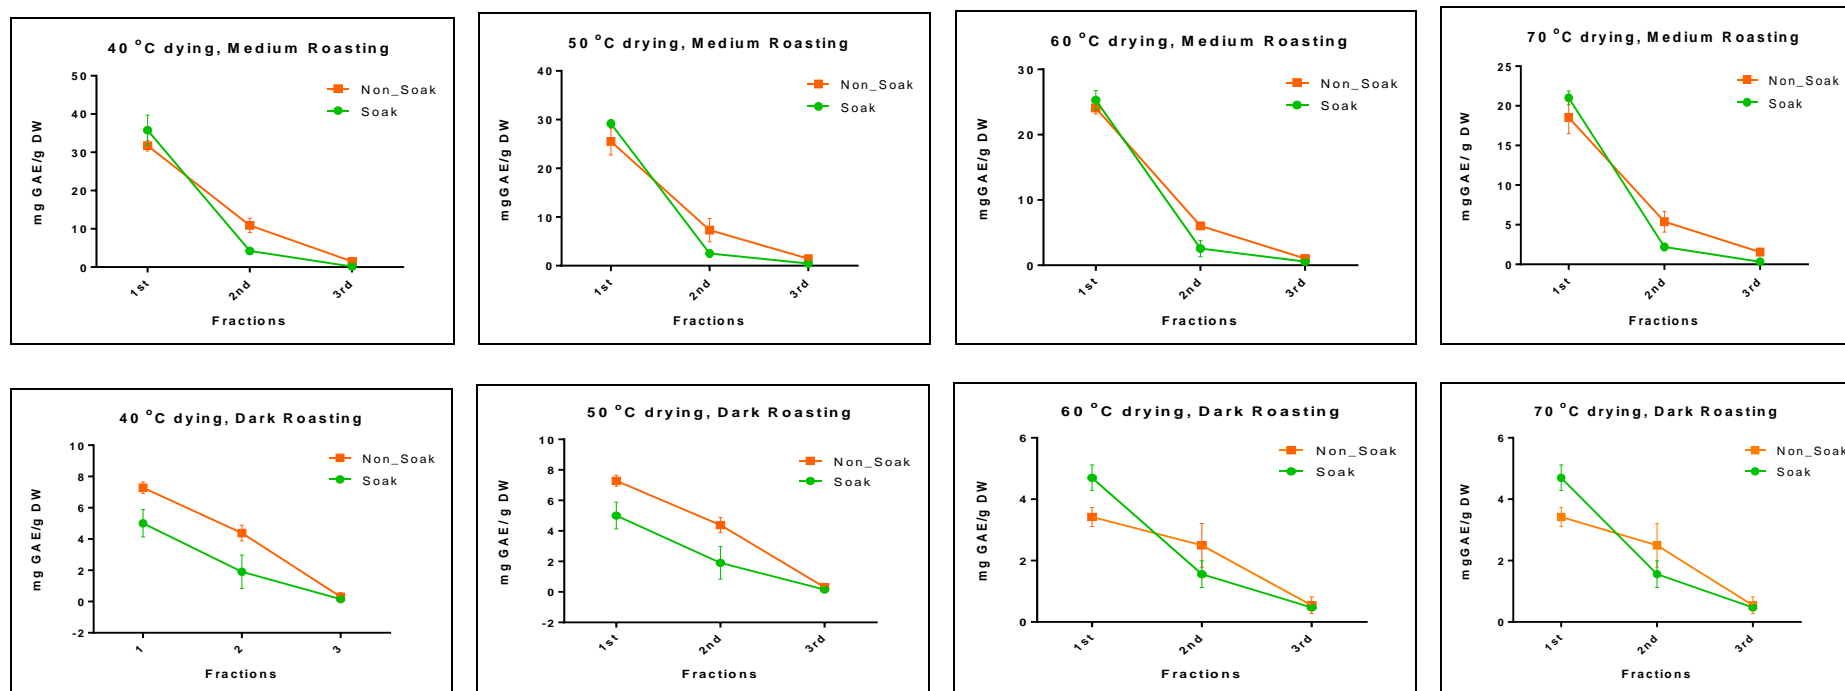 40 °C dying, Medium Roasting
mg GAE/g DW
50
40
30
20
10
0
Non_Soak
Soak
1st
2nd
3rd
Fractions
50 °C drying, Medium Roasting
mgGAE/g DW
40
30
20
10
0
Non_Soak
Soak
1st
2nd
3rd
Fractions
60 °C drying, Medium Roasting
mgGAE/g DW
30
20
10
0
Non_Soak
Soak
1st
2nd
3rd
Fractions
70 °C drying, Medium Roasting
mgGAE/ g DW
25
20
15
10
5
0
Non_Soak
Soak
1st
2nd
3rd
Fractions
40 °C dying, Dark Roasting
mg GAE/g DW
10
8
6
4
2
0
-2
Non_Soak
Soak
1
2
3
Fractions
50 °C drying, Dark Roasting
mg GAE/ g DW
10
8
6
4
2
0
-2
Non_Soak
Soak
1st
2nd
3rd
Fractions
60 °C drying, Dark Roasting
mg GAE/g DW
6
4
2
0
Non_Soak
Soak
1st
2nd
3rd
Fractions
70 °C drying, Dark Roasting
mgGAE/g DW
6
4
2
0
Non_Soak
Soak
1st
2nd
3rd
Fractions